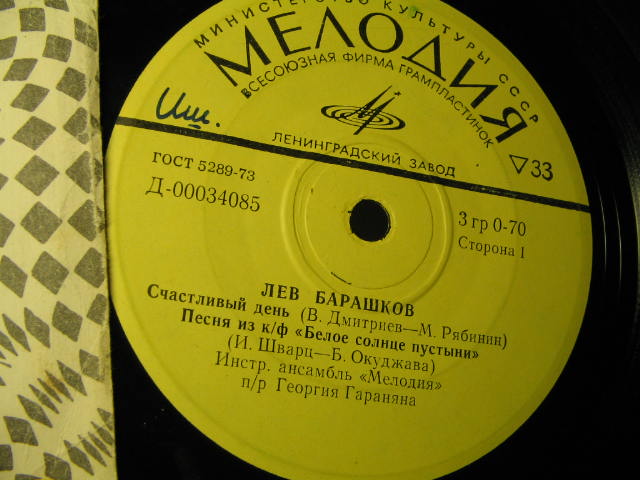 МИНИСТЕРСТВО КУЛЬТУРЫ СССР
МЕЛОДИЯ
ВСЕСОЮЗНАЯ ФИРМА ГРАМПЛАСТИНОК
ЛЕНИНГРАДСКИЙ ЗАВОД
33
ГОСТ 5289-73
Д-00034085
3 гр 0-70
Сторона 1
ЛЕВ БАРАШКОВ
Счастливый день (В. Дмитриев—М. Рябинин)
Песня из к/ф «Белое солнце пустыни»
(И. Шварц—Б. Окуджава)
Инстр. ансамбль «Мелодия»
п/р Георгия Гараняна